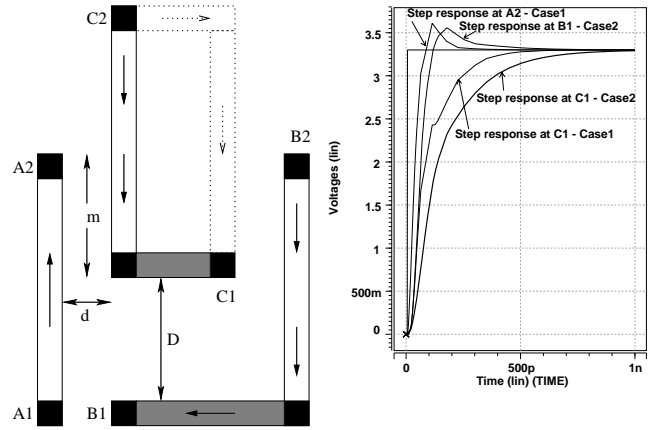 C2
B2
A2
m
C1
d
D
A1
B1
Step response at A2 - Case1
Step response at B1 - Case2
Step response at C1 - Case2
Step response at C1 - Case1
Voltages (lin)
3.5
3
2.5
2
1.5
1
500m
0
0
500p
1n
Time (lin) (TIME)